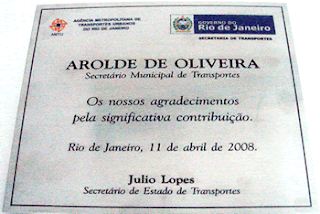 AGÊNCIA METROPOLITANA DE
TRANSPORTES URBANOS
DO RIO DE JANEIRO
AMTU
GOVERNO DO
Rio de Janeiro
SECRETARIA DE TRANSPORTES
AROLDE DE OLIVEIRA
Secretário Municipal de Transportes
Os nossos agradecimentos
pela significativa contribuição.
Rio de Janeiro, 11 de abril de 2008.
Julio Lopes
Secretário de Estado de Transportes